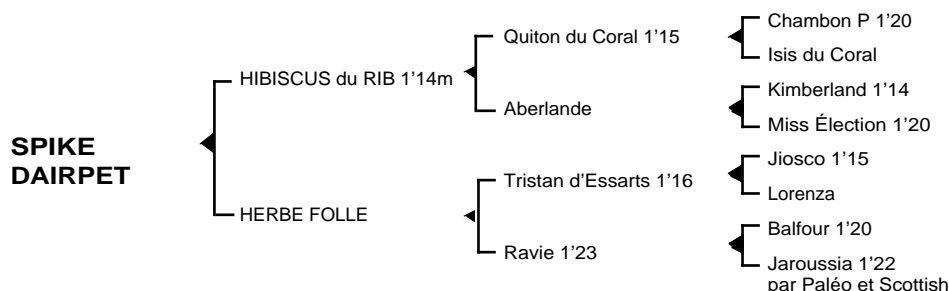 SPIKE
DAIRPET
HIBISCUS du RIB 1'14m
HERBE FOLLE
Quiton du Coral 1'15
Aberlande
Tristan d'Essarts 1'16
Ravie 1'23
Chambon P 1'20
Isis du Coral
Kimberland 1'14
Miss Élection 1'20
Jiosco 1'15
Lorenza
Balfour 1'20
Jaroussia 1'22
par Paléo et Scottish